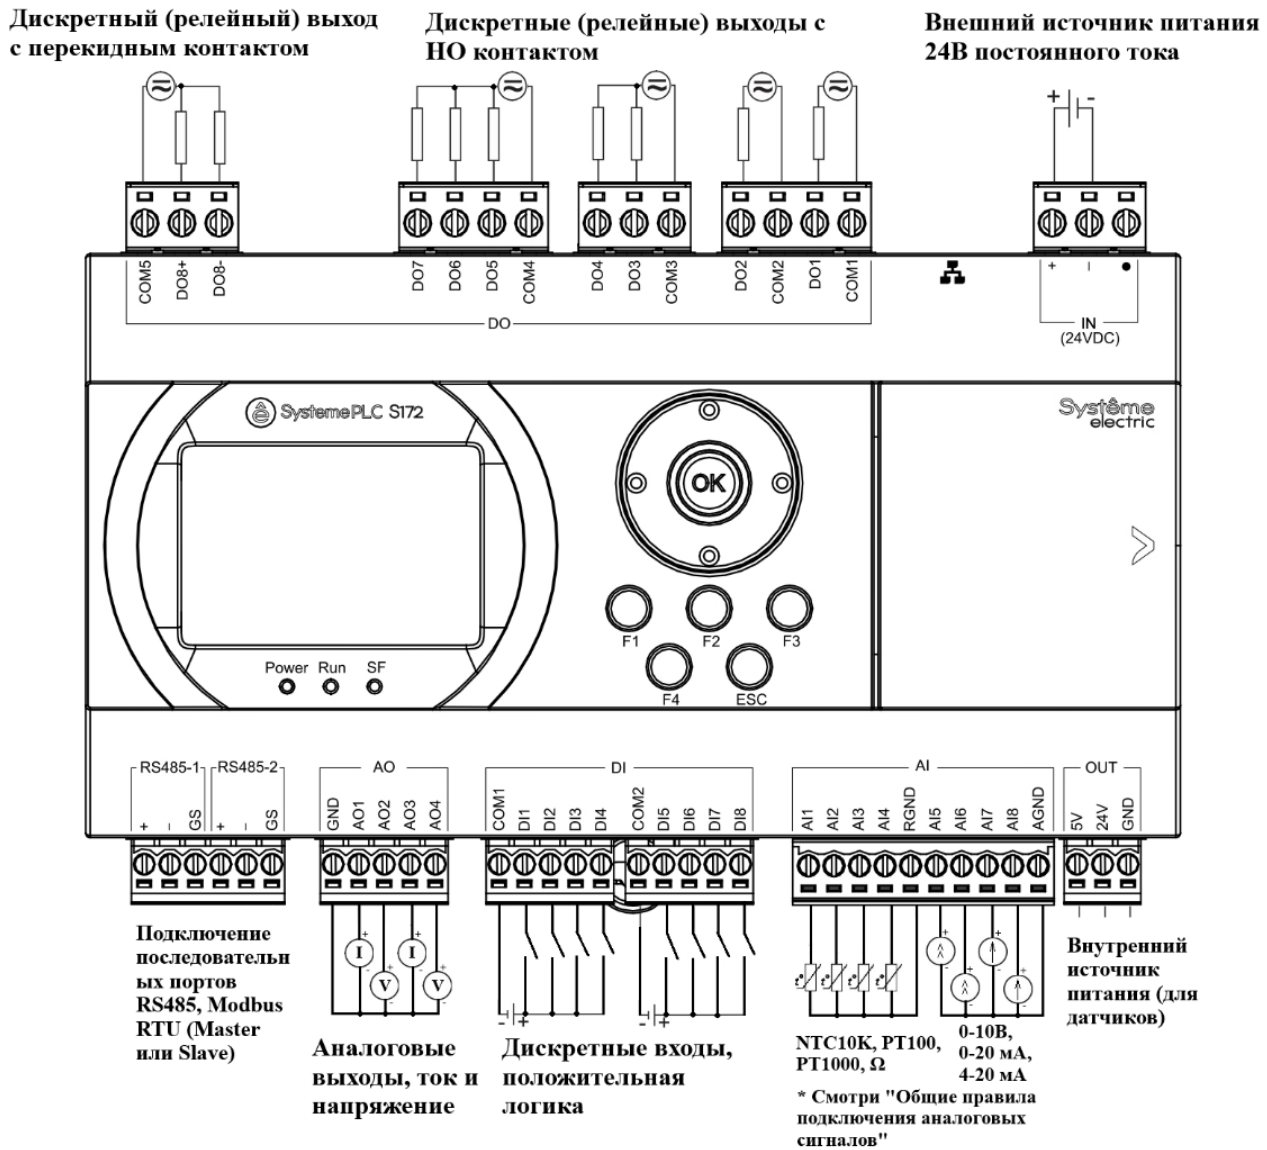 Дискретный (релейный) выход
с перекидным контактом
Дискретные (релейные) выходы с
НО контактом
Внешний источник питания
24В постоянного тока
+ -
COM5 DO8+ DO8-
DO7 DO6 DO5 COM4
DO4 DO3 COM3
DO2 COM2 DO1 COM1
DO
+ − ●
IN
(24VDC)
SystemePLC S172
Système
electric
OK
F1 F2 F3
F4 ESC
Power Run SF
RS485-1 RS485-2
+ − GS + − GS
AO
GND AO1 AO2 AO3 AO4
DI
COM1 DI1 DI2 DI3 DI4 COM2 DI5 DI6 DI7 DI8
AI
AI1 AI2 AI3 AI4 RGND AI5 AI6 AI7 AI8 AGND
OUT
5V 24V GND
I V I V
- + - +
Подключение
последовательн
ых портов
RS485, Modbus
RTU (Master
или Slave)
Аналоговые
выходы, ток и
напряжение
Дискретные входы,
положительная
логика
NTC10K, PT100,
PT1000, Ω
0-10В,
0-20 мА,
4-20 мА
* Смотри "Общие правила
подключения аналоговых
сигналов"
Внутренний
источник
питания (для
датчиков)